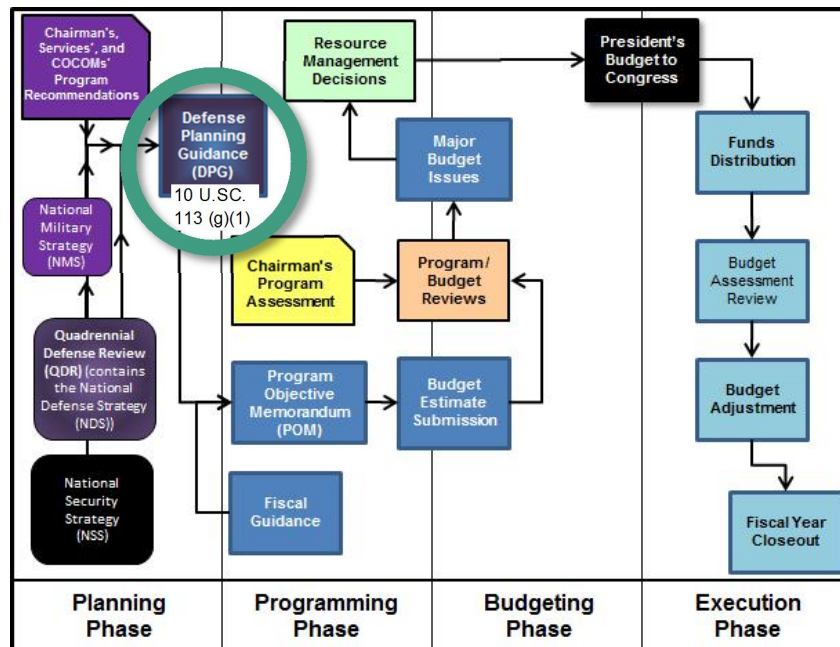 Chairman's,
Services', and
COCOMs'
Program
Recommendations
Defense
Planning
Guidance
(DPG)
10 U.SC.
113 (g)(1)
National
Military
Strategy
(NMS)
Quadrennial
Defense Review
(QDR) (contains
the National
Defense Strategy
(NDS))
National
Security
Strategy
(NSS)
Resource
Management
Decisions
Major
Budget
Issues
Chairman's
Program
Assessment
Program /
Budget
Reviews
Program
Objective
Memorandum
(POM)
Budget
Estimate
Submission
Fiscal
Guidance
President's
Budget to
Congress
Funds
Distribution
Budget
Assessment
Review
Budget
Adjustment
Fiscal Year
Closeout
Planning
Phase
Programming
Phase
Budgeting
Phase
Execution
Phase